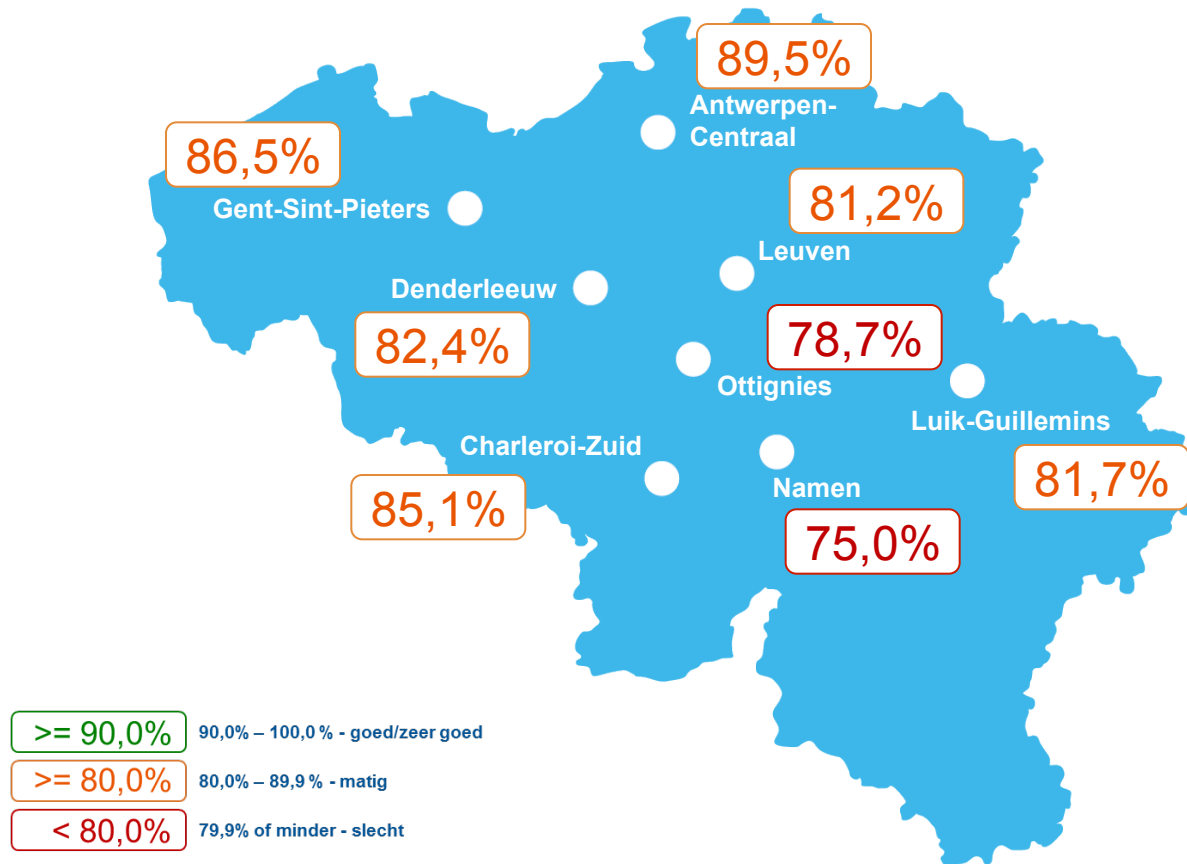 89,5%
Antwerpen-
Centraal
86,5%
Gent-Sint-Pieters
81,2%
Leuven
Denderleeuw
82,4%
78,7%
Ottignies
Luik-Guillemins
81,7%
Charleroi-Zuid
85,1%
Namen
75,0%
>= 90,0% 90,0% – 100,0 % - goed/zeer goed
>= 80,0% 80,0% – 89,9 % - matig
< 80,0% 79,9% of minder - slecht